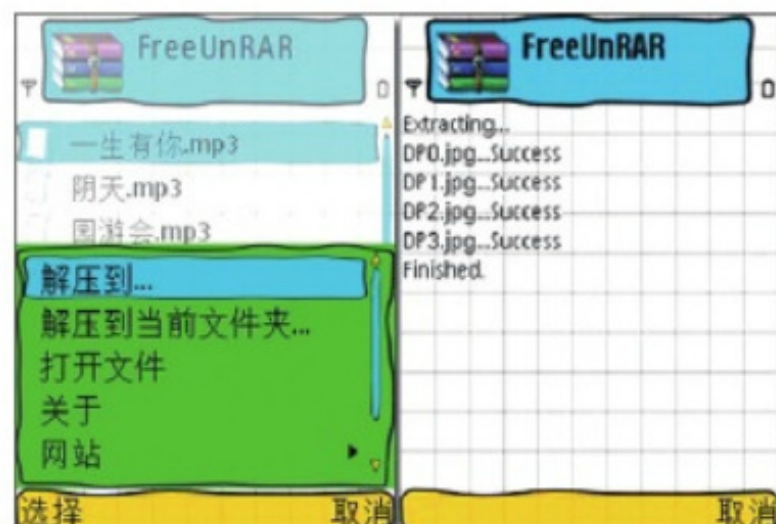 FreeUnRAR
一生有你.mp3
阴天.mp3
国游会.mp3
解压到...
解压到当前文件夹...
打开文件
关于
网站
选择 取消
FreeUnRAR
Extracting...
DP0.jpg...Success
DP1.jpg...Success
DP2.jpg...Success
DP3.jpg...Success
Finished.
取消